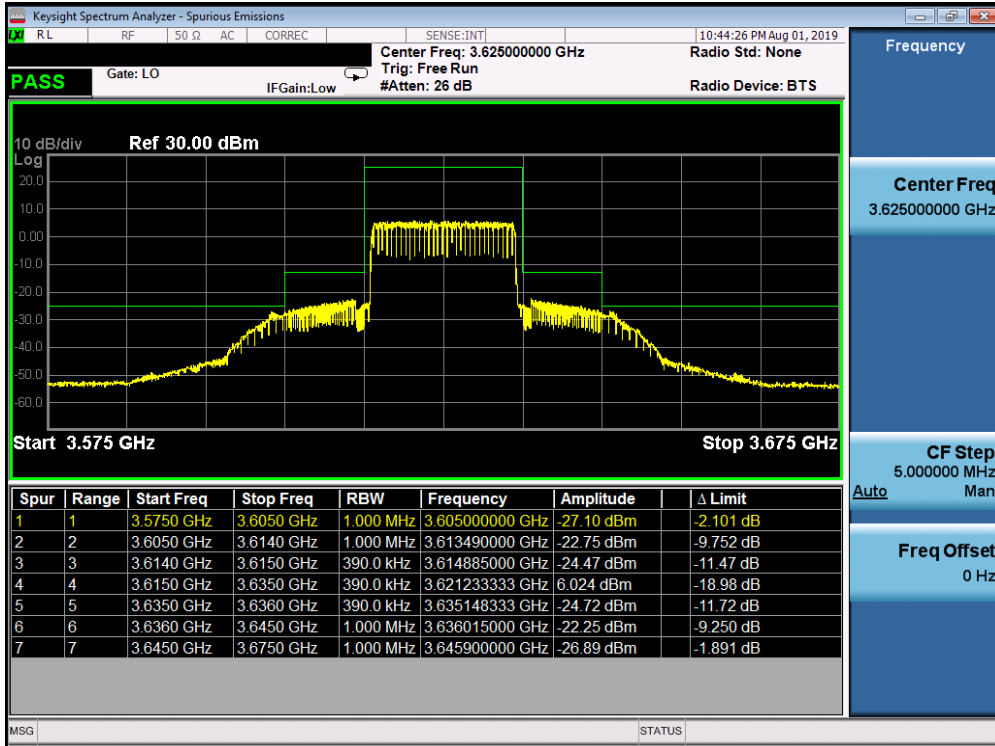 Keysight Spectrum Analyzer - Spurious Emissions
LXI RL RF 50 Ω AC CORREC SENSE:INT 10:44:26 PM Aug 01, 2019
Center Freq: 3.625000000 GHz Radio Std: None
PASS Gate: LO Trig: Free Run
IFGain:Low #Atten: 26 dB Radio Device: BTS
10 dB/div Ref 30.00 dBm
Log
20.0
10.0
0.00
-10.0
-20.0
-30.0
-40.0
-50.0
-60.0
Start 3.575 GHz Stop 3.675 GHz
Spur Range Start Freq Stop Freq RBW Frequency Amplitude Δ Limit
1 1 3.5750 GHz 3.6050 GHz 1.000 MHz 3.605000000 GHz -27.10 dBm -2.101 dB
2 2 3.6050 GHz 3.6140 GHz 1.000 MHz 3.613490000 GHz -22.75 dBm -9.752 dB
3 3 3.6140 GHz 3.6150 GHz 390.0 kHz 3.614885000 GHz -24.47 dBm -11.47 dB
4 4 3.6150 GHz 3.6350 GHz 390.0 kHz 3.621233333 GHz 6.024 dBm -18.98 dB
5 5 3.6350 GHz 3.6360 GHz 390.0 kHz 3.635148333 GHz -24.72 dBm -11.72 dB
6 6 3.6360 GHz 3.6450 GHz 1.000 MHz 3.636015000 GHz -22.25 dBm -9.250 dB
7 7 3.6450 GHz 3.6750 GHz 1.000 MHz 3.645900000 GHz -26.89 dBm -1.891 dB
MSG STATUS
Frequency
Center Freq
3.625000000 GHz
CF Step
5.000000 MHz
Auto Man
Freq Offset
0 Hz